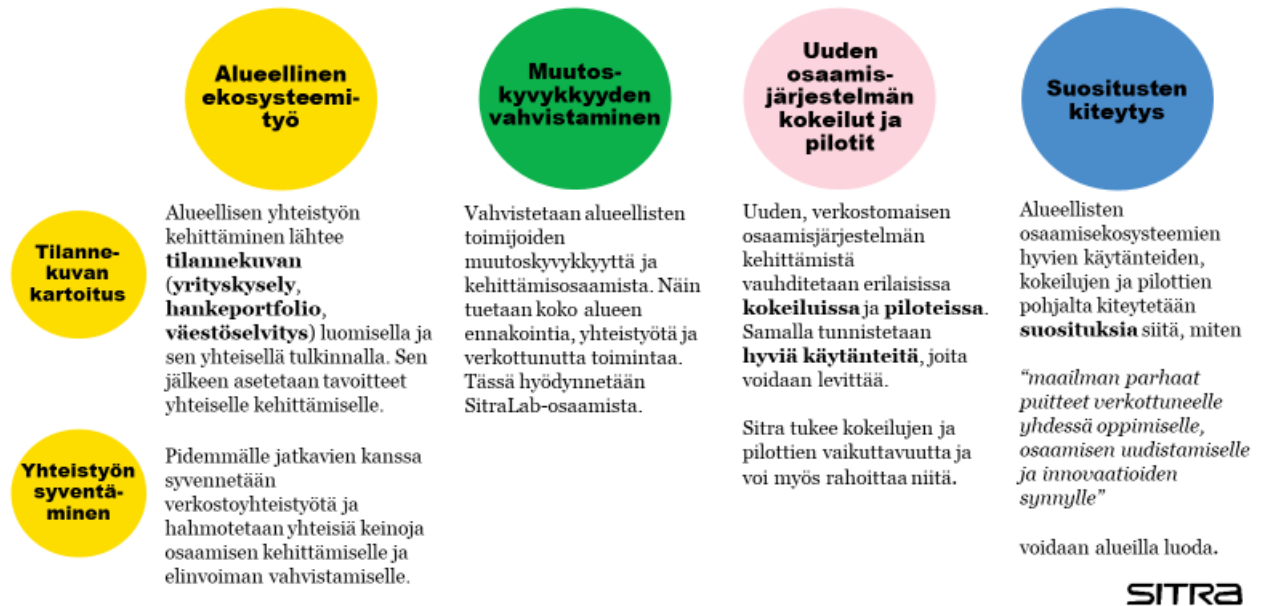 Alueellinen
ekosysteemi-
työ
Muutos-
kyvykkyyden
vahvistaminen
Uuden
osaamis-
järjestelmän
kokeilut ja
pilotit
Suositusten
kiteytys
Tilanne-
kuvan
kartoitus
Alueellisen yhteistyön
kehittäminen lähtee
tilannekuvan
(yrityskysely,
hankeportfolio,
väestöselvitys) luomisella ja
sen yhteisellä tulkinnalla. Sen
jälkeen asetetaan tavoitteet
yhteiselle kehittämiselle.
Yhteistyön
syventä-
minen
Pidemmälle jatkavien kanssa
syvennetään
verkostoyhteistyötä ja
hahmotetaan yhteisiä keinoja
osaamisen kehittämiselle ja
elinvoiman vahvistamiselle.
Vahvistetaan alueellisten
toimijoiden
muutoskyvykkyyttä ja
kehittämisosaamista. Näin
tuetaan koko alueen
ennakointia, yhteistyötä ja
verkottunutta toimintaa.
Tässä hyödynnetään
SitraLab-osaamista.
Uuden, verkostomaisen
osaamisjärjestelmän
kehittämistä
vauhditetaan erilaisissa
kokeiluissa ja piloteissa.
Samalla tunnistetaan
hyviä käytänteitä, joita
voidaan levittää.
Sitra tukee kokeilujen ja
pilottien vaikuttavuutta ja
voi myös rahoittaa niitä.
Alueellisten
osaamisekosysteemien
hyvien käytänteiden,
kokeilujen ja pilottien
pohjalta kiteytetään
suosituksia siitä, miten
“maailman parhaat
puitteet verkottuneelle
yhdessä oppimiselle,
osaamisen uudistamiselle
ja innovaatioiden
synnylle”
voidaan alueilla luoda.
SITRA